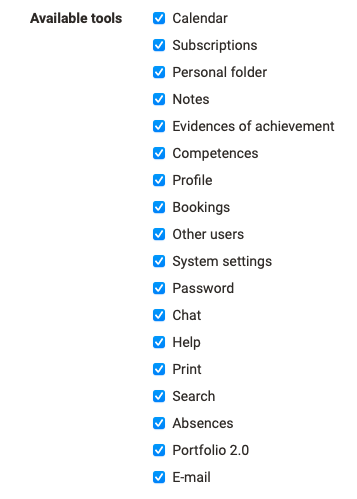 Available tools
Calendar
Subscriptions
Personal folder
Notes
Evidences of achievement
Competences
Profile
Bookings
Other users
System settings
Password
Chat
Help
Print
Search
Absences
Portfolio 2.0
E-mail